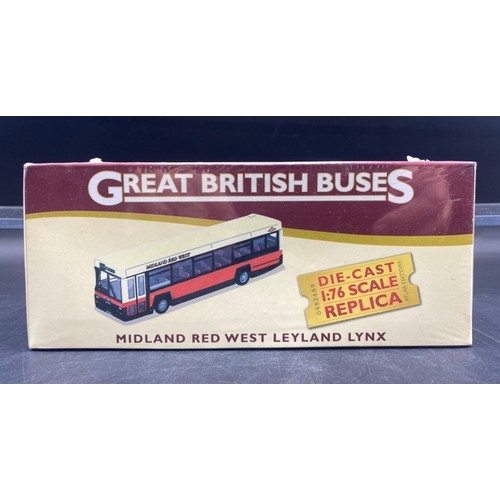 GREAT BRITISH BUSES
MIDLAND RED WEST
DIE-CAST
1:76 SCALE
REPLICA
MIDLAND RED WEST LEYLAND LYNX